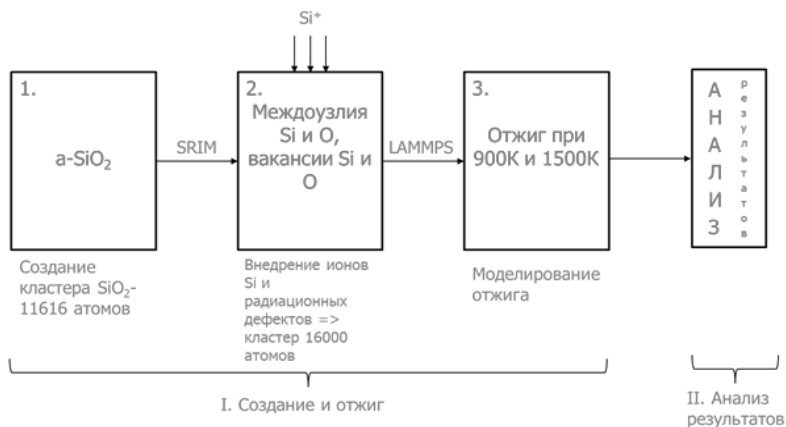 Si⁺
1.
a-SiO₂
SRIM
2.
Междоузлия
Si и O,
вакансии Si и
O
LAMMPS
3.
Отжиг при
900К и 1500К
АНАЛИЗ
результатов
Создание
кластера SiO₂-
11616 атомов
Внедрение ионов
Si и
радиационных
дефектов =>
кластер 16000
атомов
Моделирование
отжига
I. Создание и отжиг
II. Анализ
результатов